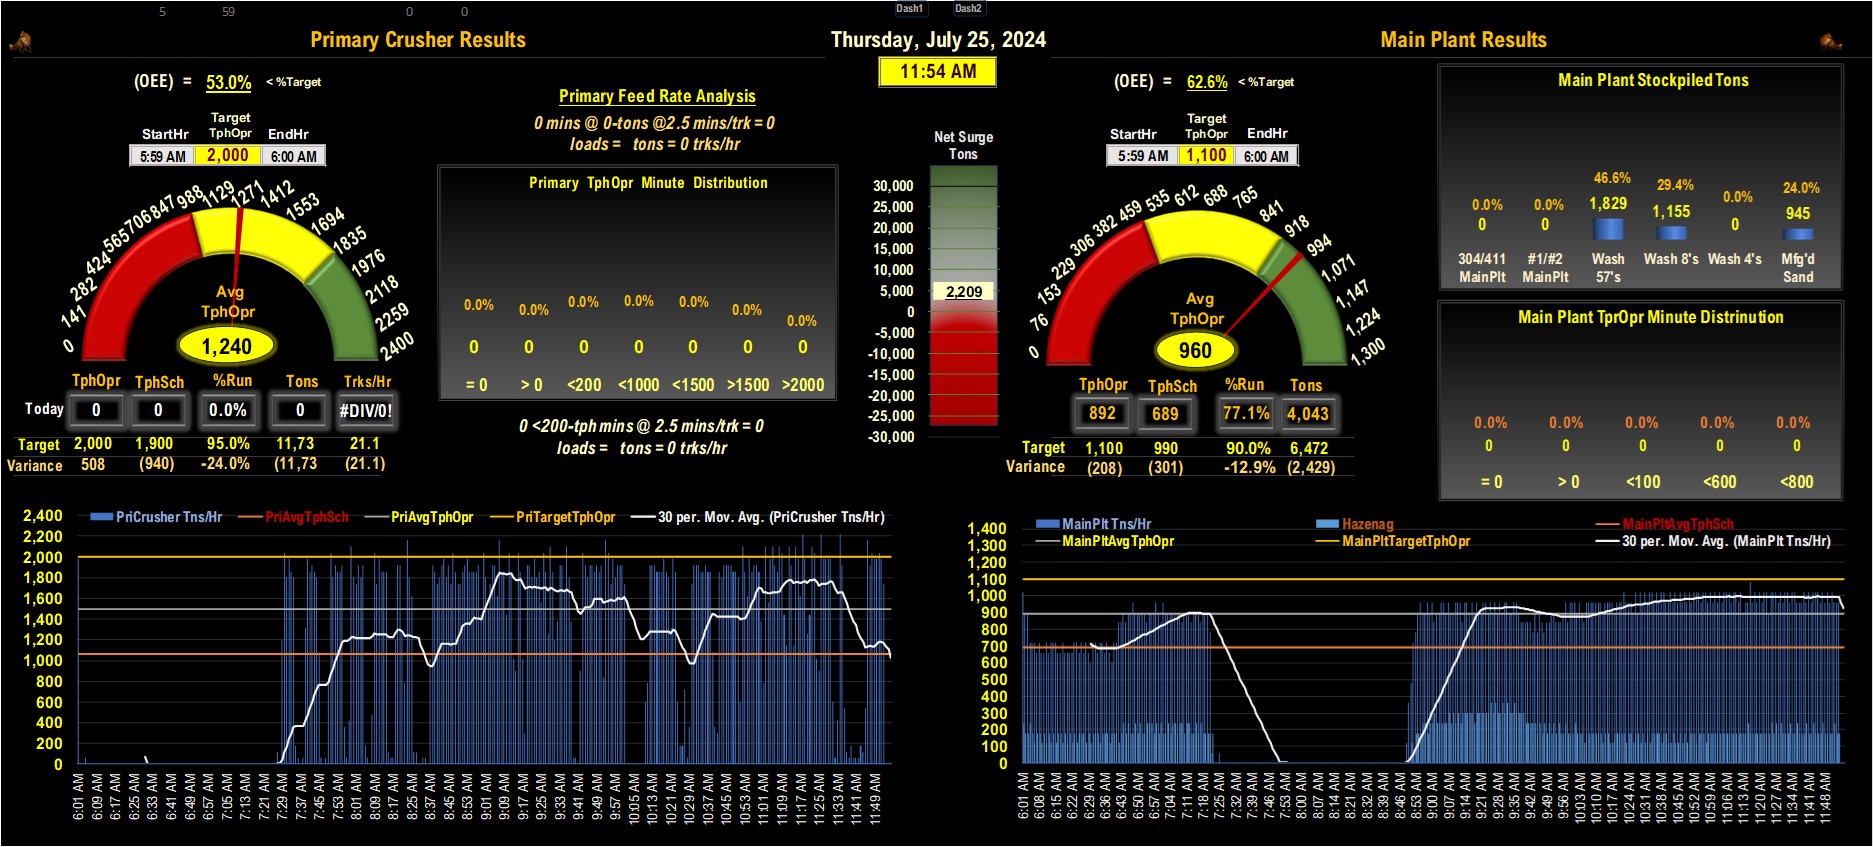 5 59 0 0 Dash1 Dash2
Primary Crusher Results
Thursday, July 25, 2024
Main Plant Results
11:54 AM
(OEE) = 53.0% < %Target
Target
StartHr TphOpr EndHr
5:59 AM 2,000 6:00 AM
0 141 282 424 565 706 847 988 1129 1271 1412 1553 1694 1835 1976 2118 2259 2400
Avg
TphOpr
1,240
TphOpr TphSch %Run Tons Trks/Hr
Today 0 0 0.0% 0 #DIV/0!
Target 2,000 1,900 95.0% 11,73 21.1
Variance 508 (940) -24.0% (11,73 (21.1)
Primary Feed Rate Analysis
0 mins @ 0-tons @2.5 mins/trk = 0
loads = tons = 0 trks/hr
Primary TphOpr Minute Distribution
0.0% 0.0% 0.0% 0.0% 0.0% 0.0% 0.0%
0 0 0 0 0 0 0
= 0 > 0 <200 <1000 <1500 >1500 >2000
0 <200-tph mins @ 2.5 mins/trk = 0
loads = tons = 0 trks/hr
Net Surge
Tons
30,000
25,000
20,000
15,000
10,000
5,000
2,209
0
-5,000
-10,000
-15,000
-20,000
-25,000
-30,000
(OEE) = 62.6% < %Target
Target
StartHr TphOpr EndHr
5:59 AM 1,100 6:00 AM
0 76 153 229 306 382 459 535 612 688 765 841 918 994 1,071 1,147 1,224 1,300
Avg
TphOpr
960
TphOpr TphSch %Run Tons
892 689 77.1% 4,043
Target 1,100 990 90.0% 6,472
Variance (208) (301) -12.9% (2,429)
Main Plant Stockpiled Tons
0.0% 0.0% 46.6% 29.4% 0.0% 24.0%
0 0 1,829 1,155 0 945
304/411 #1/#2 Wash Wash 8's Wash 4's Mfg'd
MainPlt MainPlt 57's Sand
Main Plant TprOpr Minute Distrinution
0.0% 0.0% 0.0% 0.0% 0.0%
0 0 0 0 0
= 0 > 0 <100 <600 <800
PriCrusher Tns/Hr PriAvgTphSch PriAvgTphOpr PriTargetTphOpr 30 per. Mov. Avg. (PriCrusher Tns/Hr)
2,400
2,200
2,000
1,800
1,600
1,400
1,200
1,000
800
600
400
200
0
6:01 AM 6:09 AM 6:17 AM 6:25 AM 6:33 AM 6:41 AM 6:49 AM 6:57 AM 7:05 AM 7:13 AM 7:21 AM 7:29 AM 7:37 AM 7:45 AM 7:53 AM 8:01 AM 8:09 AM 8:17 AM 8:25 AM 8:37 AM 8:45 AM 8:53 AM 9:01 AM 9:09 AM 9:17 AM 9:25 AM 9:33 AM 9:41 AM 9:49 AM 9:57 AM 10:05 AM 10:13 AM 10:21 AM 10:29 AM 10:37 AM 10:45 AM 10:53 AM 11:01 AM 11:09 AM 11:17 AM 11:25 AM 11:33 AM 11:41 AM 11:49 AM
MainPlt Tns/Hr Hazenag MainPltAvgTphSch
MainPltAvgTphOpr MainPltTargetTphOpr 30 per. Mov. Avg. (MainPlt Tns/Hr)
1,400
1,300
1,200
1,100
1,000
900
800
700
600
500
400
300
200
100
0
6:01 AM 6:08 AM 6:15 AM 6:22 AM 6:29 AM 6:36 AM 6:43 AM 6:50 AM 6:57 AM 7:04 AM 7:11 AM 7:18 AM 7:25 AM 7:32 AM 7:39 AM 7:46 AM 7:53 AM 8:00 AM 8:07 AM 8:14 AM 8:21 AM 8:32 AM 8:39 AM 8:46 AM 8:53 AM 9:00 AM 9:07 AM 9:14 AM 9:21 AM 9:28 AM 9:35 AM 9:42 AM 9:49 AM 9:56 AM 10:03 AM 10:10 AM 10:17 AM 10:24 AM 10:31 AM 10:38 AM 10:45 AM 10:52 AM 10:59 AM 11:06 AM 11:13 AM 11:20 AM 11:27 AM 11:34 AM 11:41 AM 11:48 AM